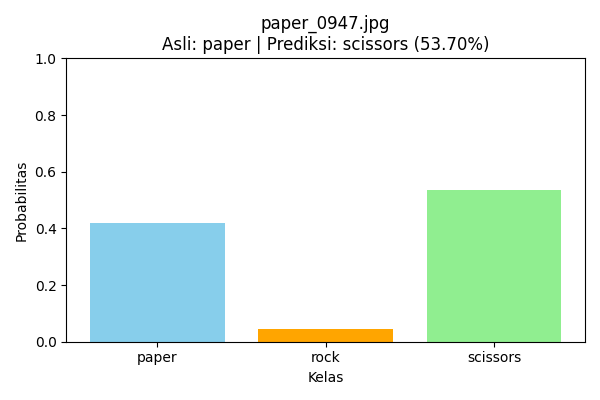 paper_0947.jpg
Asli: paper | Prediksi: scissors (53.70%)
1.0
0.8
0.6
0.4
0.2
0.0
Probabilitas
paper rock scissors
Kelas